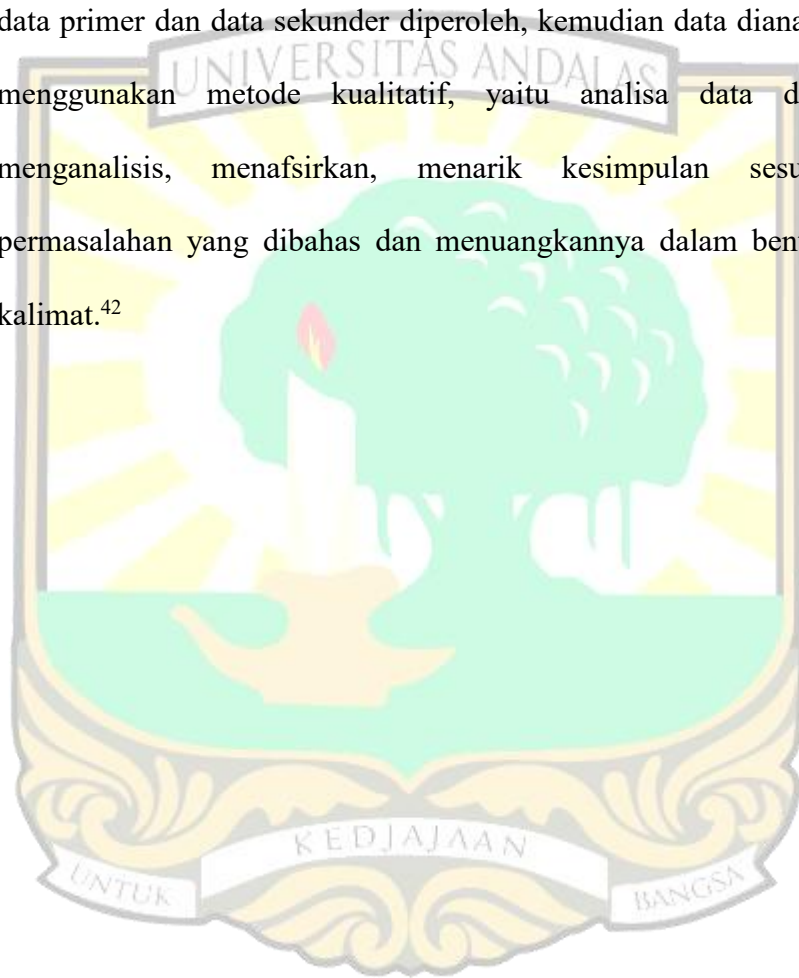 data primer dan data sekunder diperoleh, kemudian data diana
UNIVERSITAS ANDALAS
menggunakan metode kualitatif, yaitu analisa data d
menganalisis, menafsirkan, menarik kesimpulan sesu
permasalahan yang dibahas dan menuangkannya dalam ben
kalimat.42
KEDJAJAAN
UNTUK
BANGSA